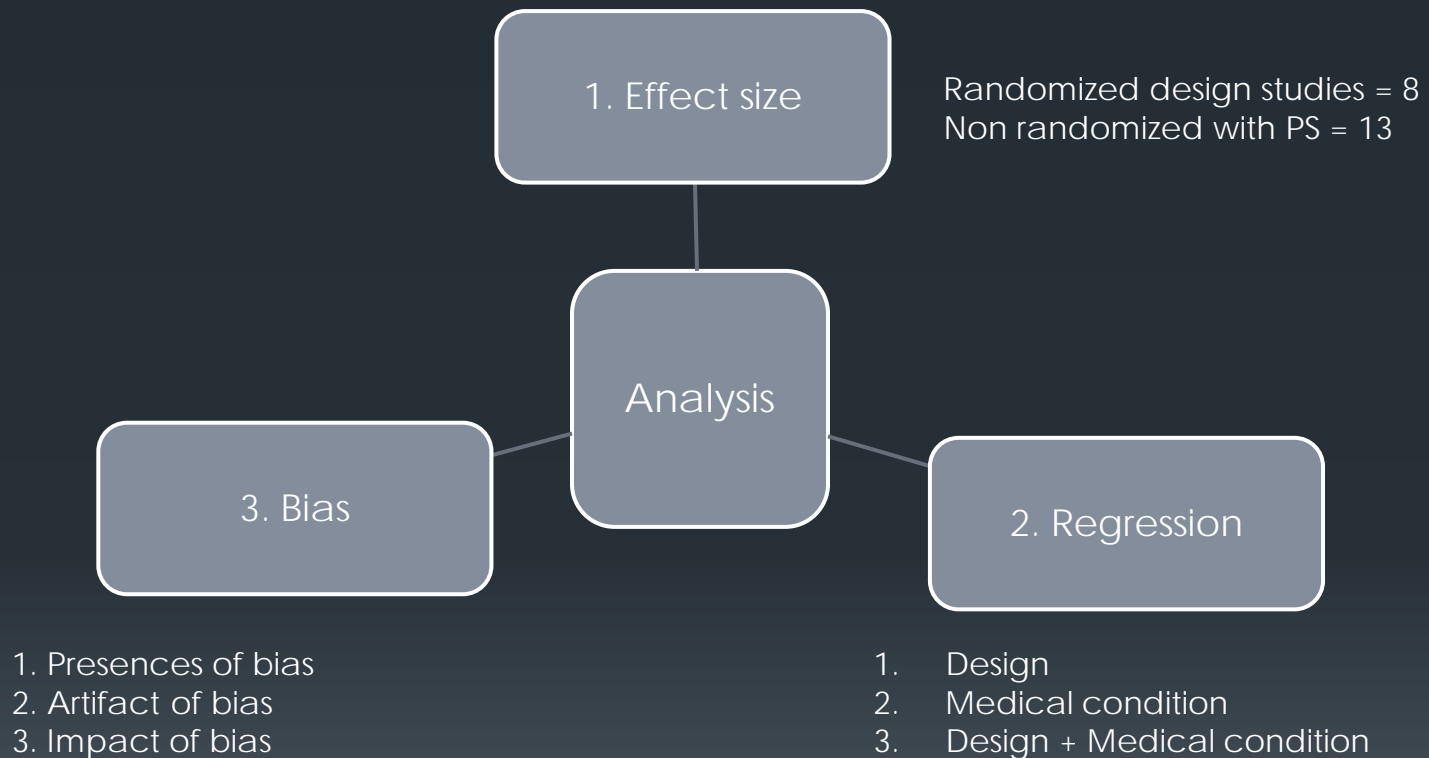 1. Effect size
Randomized design studies = 8
Non randomized with PS = 13
Analysis
3. Bias
2. Regression
1. Presences of bias
2. Artifact of bias
3. Impact of bias
1. Design
2. Medical condition
3. Design + Medical condition